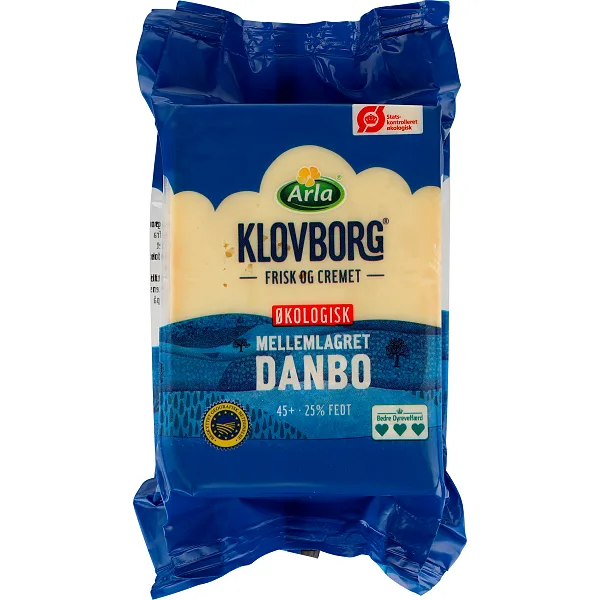 Stats-
kontrolleret
økologisk
Ø
Arla
KLOVBORG®
FRISK OG CREMET
ØKOLOGISK
MELLEMLAGRET
DANBO
45+ · 25% FEDT
Bedre Dyrevelfærd